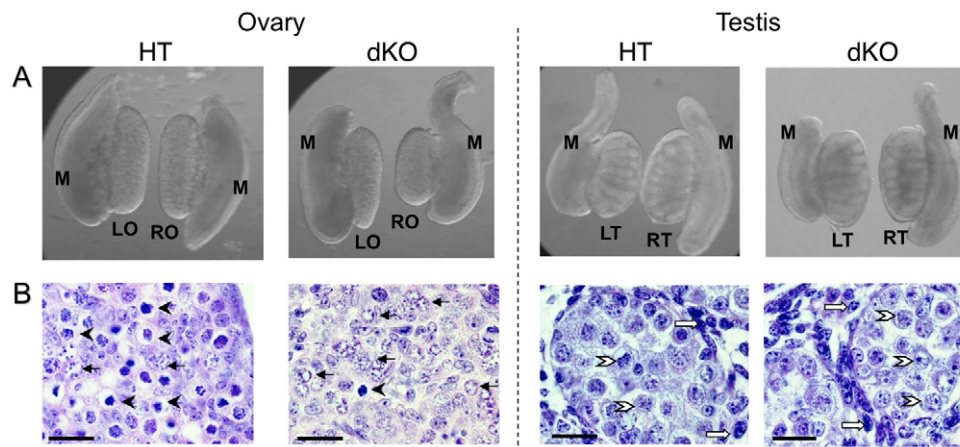 Ovary Testis
HT dKO HT dKO
A
M M M M M M M M
LO RO LO RO LT RT LT RT
B